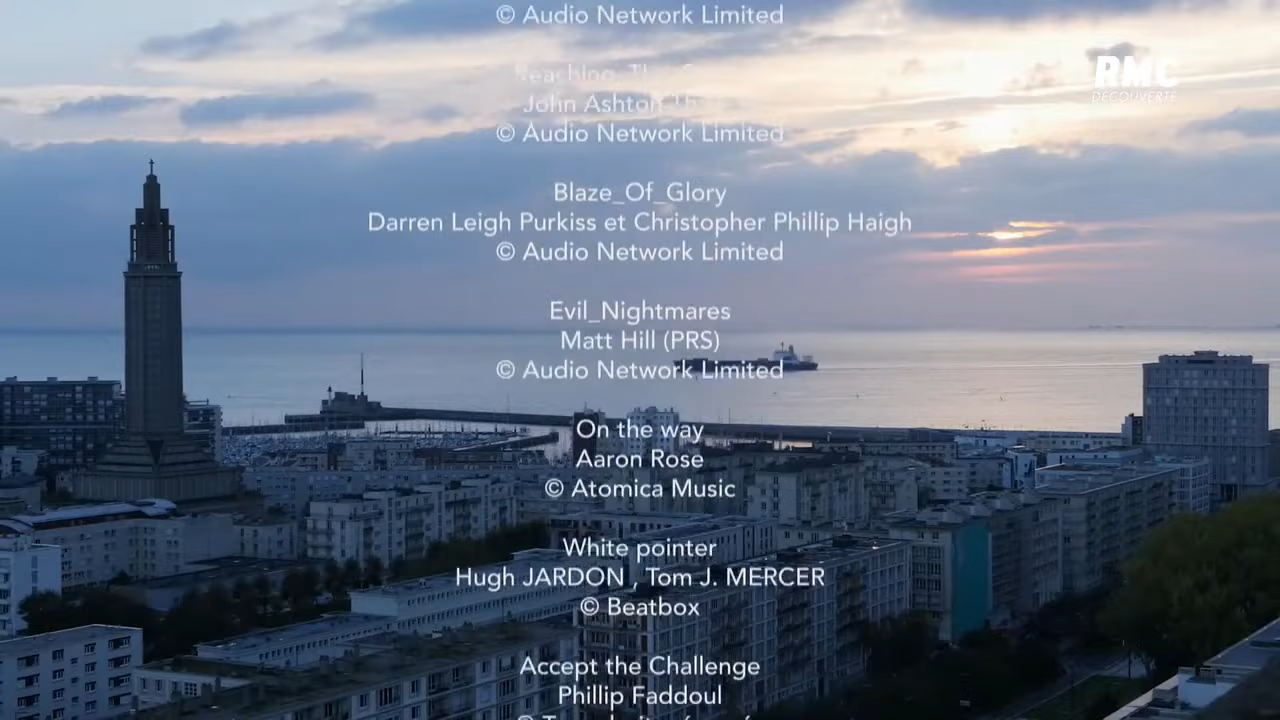 © Audio Network Limited
RMC
DECOUVERTE
John Ashton
© Audio Network Limited
Blaze_Of_Glory
Darren Leigh Purkiss et Christopher Phillip Haigh
© Audio Network Limited
Evil_Nightmares
Matt Hill (PRS)
© Audio Network Limited
On the way
Aaron Rose
© Atomica Music
White pointer
Hugh JARDON , Tom J. MERCER
© Beatbox
Accept the Challenge
Phillip Faddoul